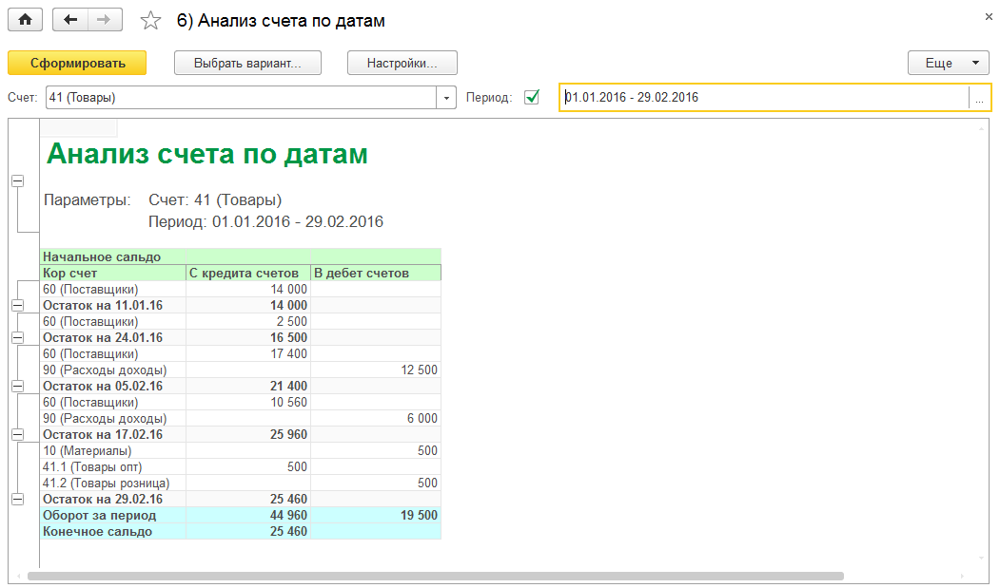 6) Анализ счета по датам
Сформировать Выбрать вариант... Настройки... Еще
Счет: 41 (Товары) Период: 01.01.2016 - 29.02.2016 ...
Анализ счета по датам
Параметры: Счет: 41 (Товары)
Период: 01.01.2016 - 29.02.2016
Начальное сальдо
Кор счет С кредита счетов В дебет счетов
60 (Поставщики) 14 000
Остаток на 11.01.16 14 000
60 (Поставщики) 2 500
Остаток на 24.01.16 16 500
60 (Поставщики) 17 400
90 (Расходы доходы) 12 500
Остаток на 05.02.16 21 400
60 (Поставщики) 10 560
90 (Расходы доходы) 6 000
Остаток на 17.02.16 25 960
10 (Материалы) 500
41.1 (Товары опт) 500
41.2 (Товары розница) 500
Остаток на 29.02.16 25 460
Оборот за период 44 960 19 500
Конечное сальдо 25 460